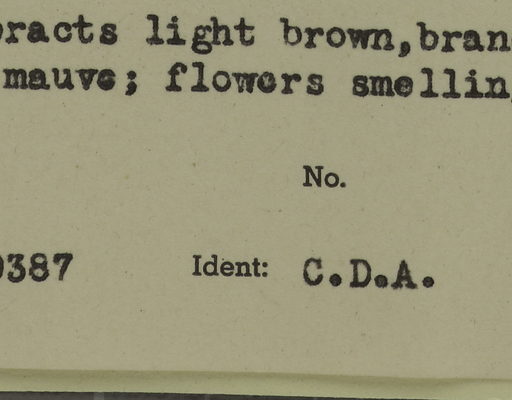 bracts light brown, bran
mauve; flowers smellin
No.
0387 Ident: C.D.A.